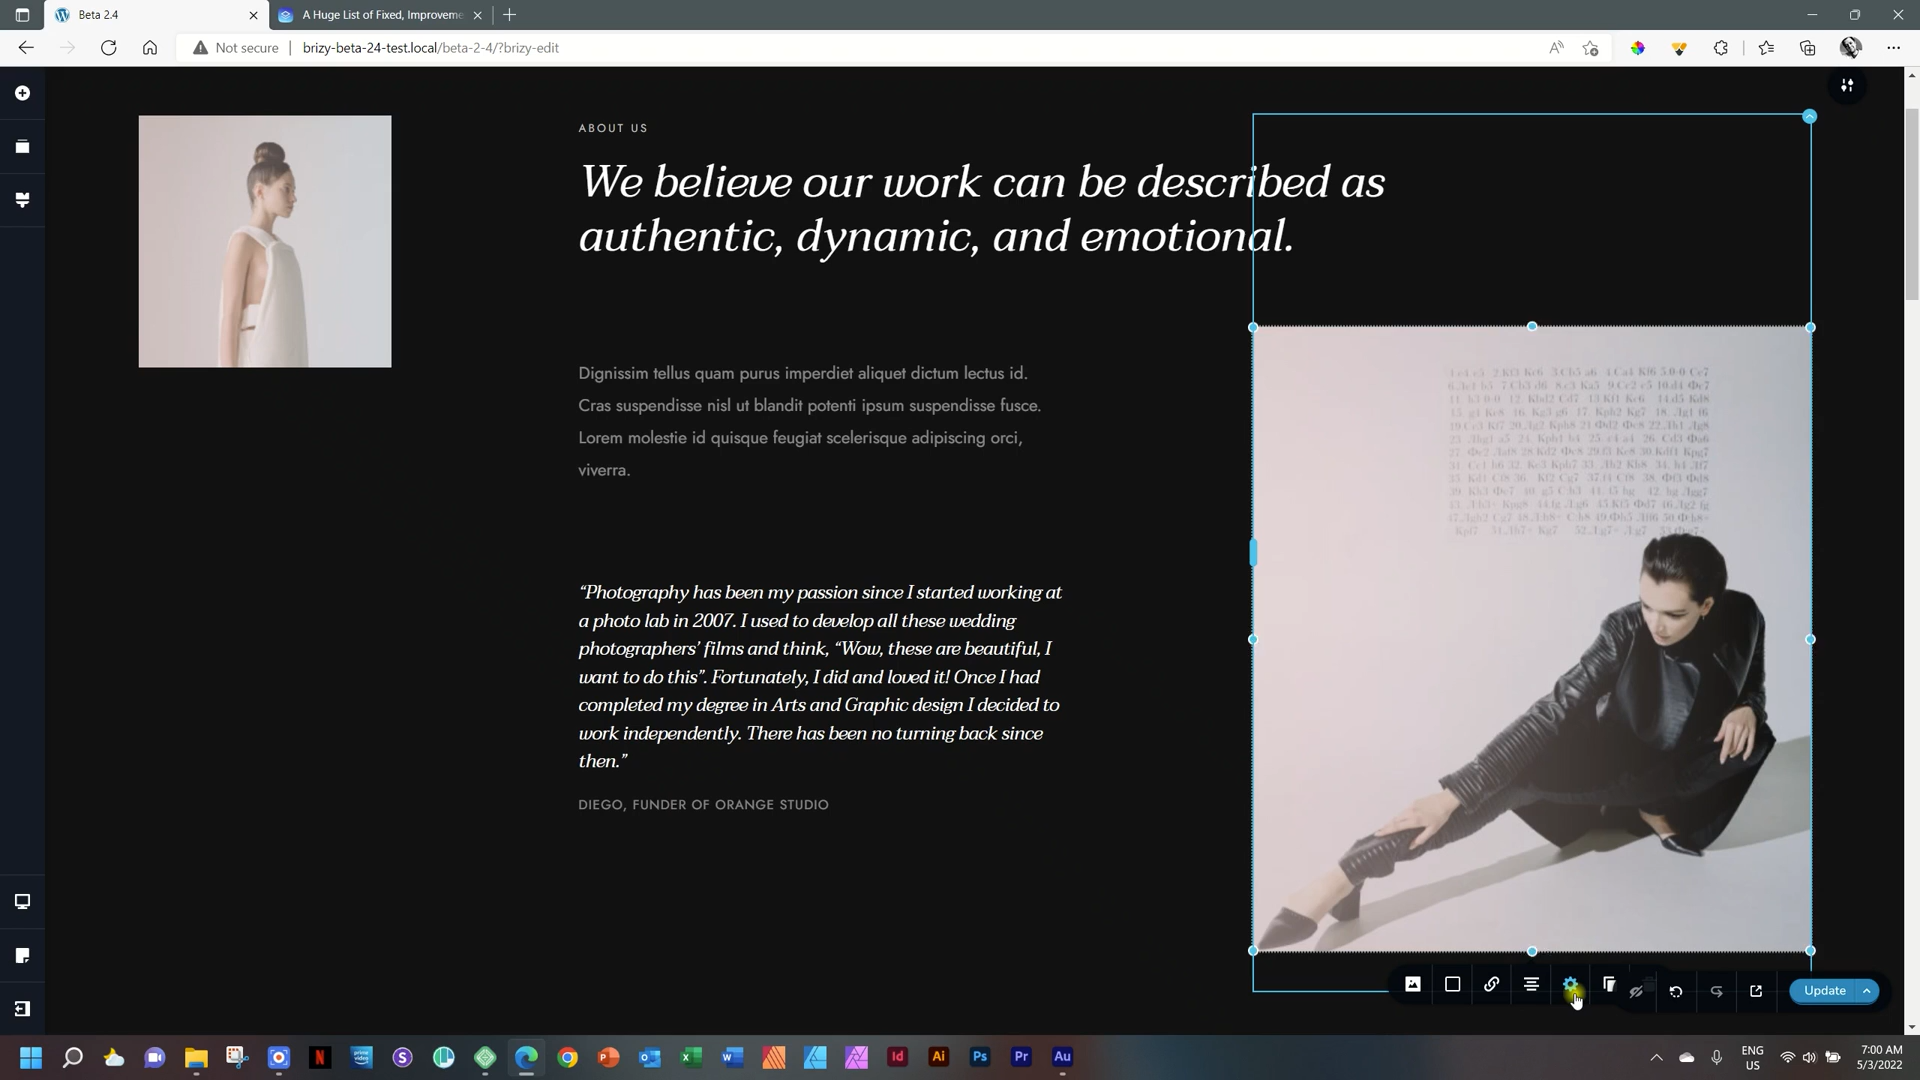 Beta 2.4
A Huge List of Fixed, Improveme
Not secure
brizy-beta-24-test.local/beta-2-4/?brizy-edit
ABOUT US
We believe our work can be described as
authentic, dynamic, and emotional.
Dignissim tellus quam purus imperdiet aliquet dictum lectus id.
Cras suspendisse nisl ut blandit potenti ipsum suspendisse fusce.
Lorem molestie id quisque feugiat scelerisque adipiscing orci,
viverra.
“Photography has been my passion since I started working at
a photo lab in 2007. I used to develop all these wedding
photographers’ films and think, “Wow, these are beautiful, I
want to do this”. Fortunately, I did and loved it! Once I had
completed my degree in Arts and Graphic design I decided to
work independently. There has been no turning back since
then.”
DIEGO, FUNDER OF ORANGE STUDIO
Update
ENG
US
7:00 AM
5/3/2022